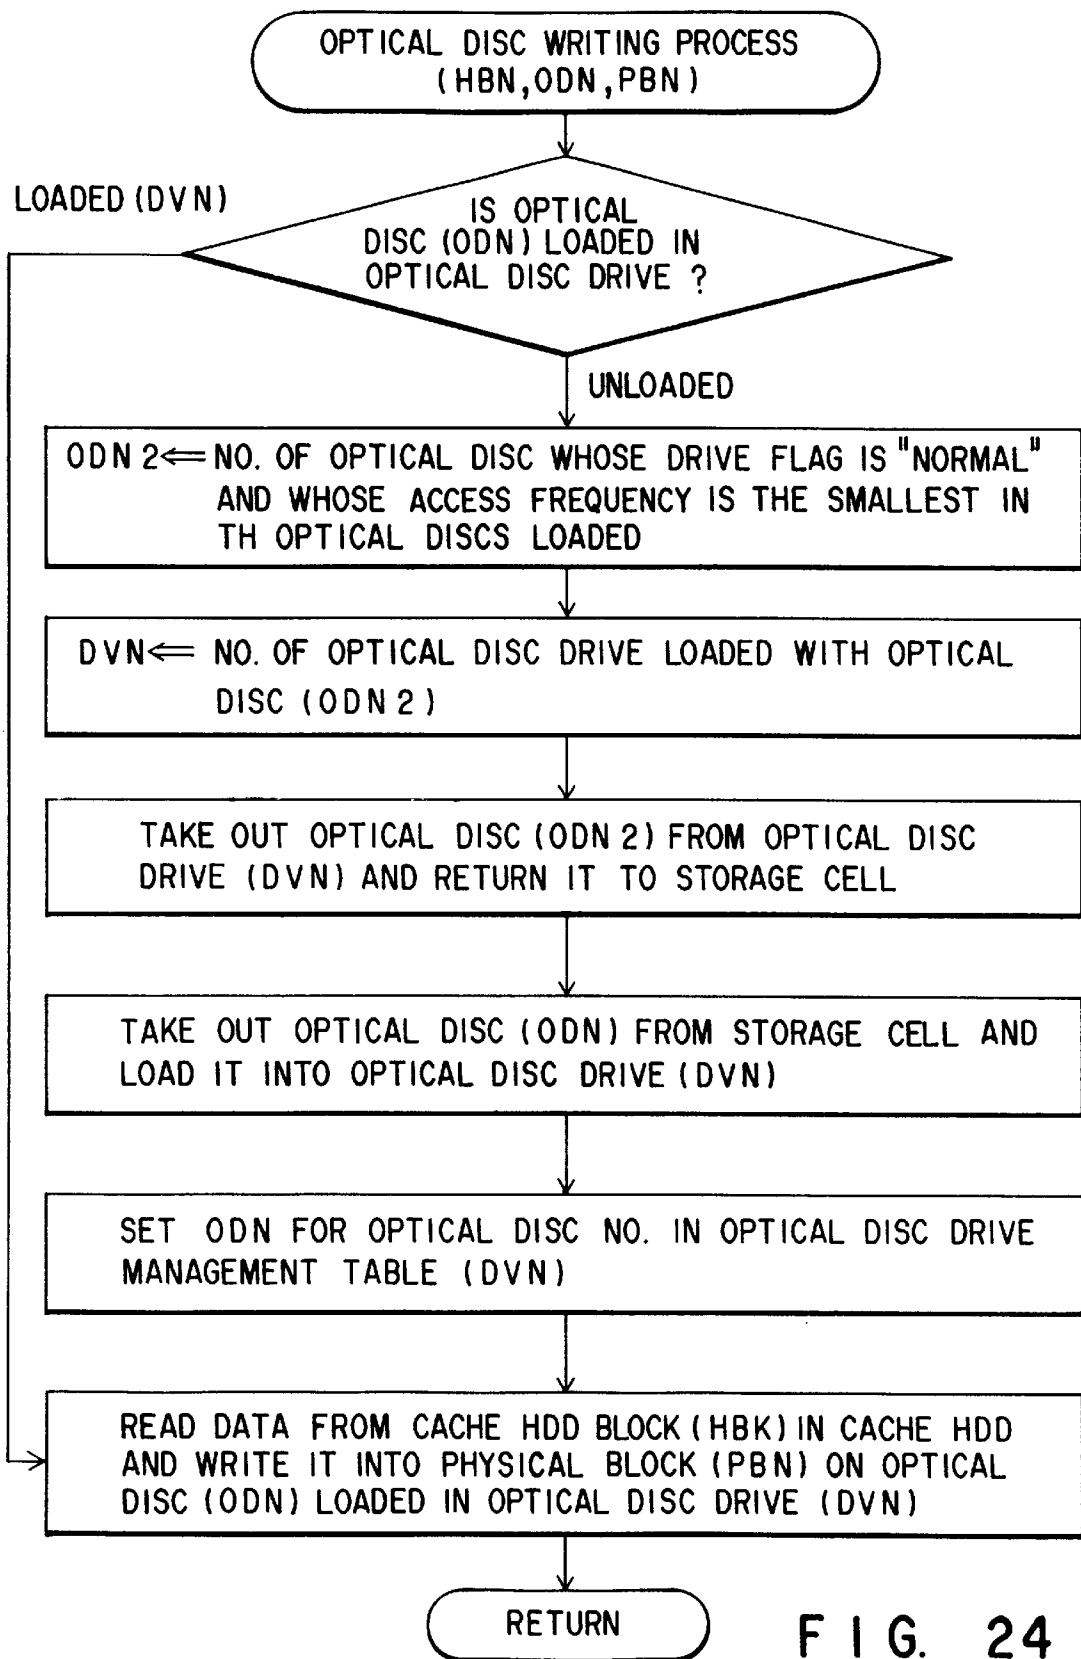 OPTICAL DISC WRITING PROCESS
(HBN,ODN,PBN)
LOADED (DVN)
IS OPTICAL
DISC (ODN) LOADED IN
OPTICAL DISC DRIVE ?
UNLOADED
ODN2⇐ NO. OF OPTICAL DISC WHOSE DRIVE FLAG IS "NORMAL"
AND WHOSE ACCESS FREQUENCY IS THE SMALLEST IN
TH OPTICAL DISCS LOADED
DVN⇐ NO. OF OPTICAL DISC DRIVE LOADED WITH OPTICAL
DISC (ODN2)
TAKE OUT OPTICAL DISC (ODN2) FROM OPTICAL DISC
DRIVE (DVN) AND RETURN IT TO STORAGE CELL
TAKE OUT OPTICAL DISC (ODN) FROM STORAGE CELL AND
LOAD IT INTO OPTICAL DISC DRIVE (DVN)
SET ODN FOR OPTICAL DISC NO. IN OPTICAL DISC DRIVE
MANAGEMENT TABLE (DVN)
READ DATA FROM CACHE HDD BLOCK (HBK) IN CACHE HDD
AND WRITE IT INTO PHYSICAL BLOCK (PBN) ON OPTICAL
DISC (ODN) LOADED IN OPTICAL DISC DRIVE (DVN)
RETURN
FIG. 24